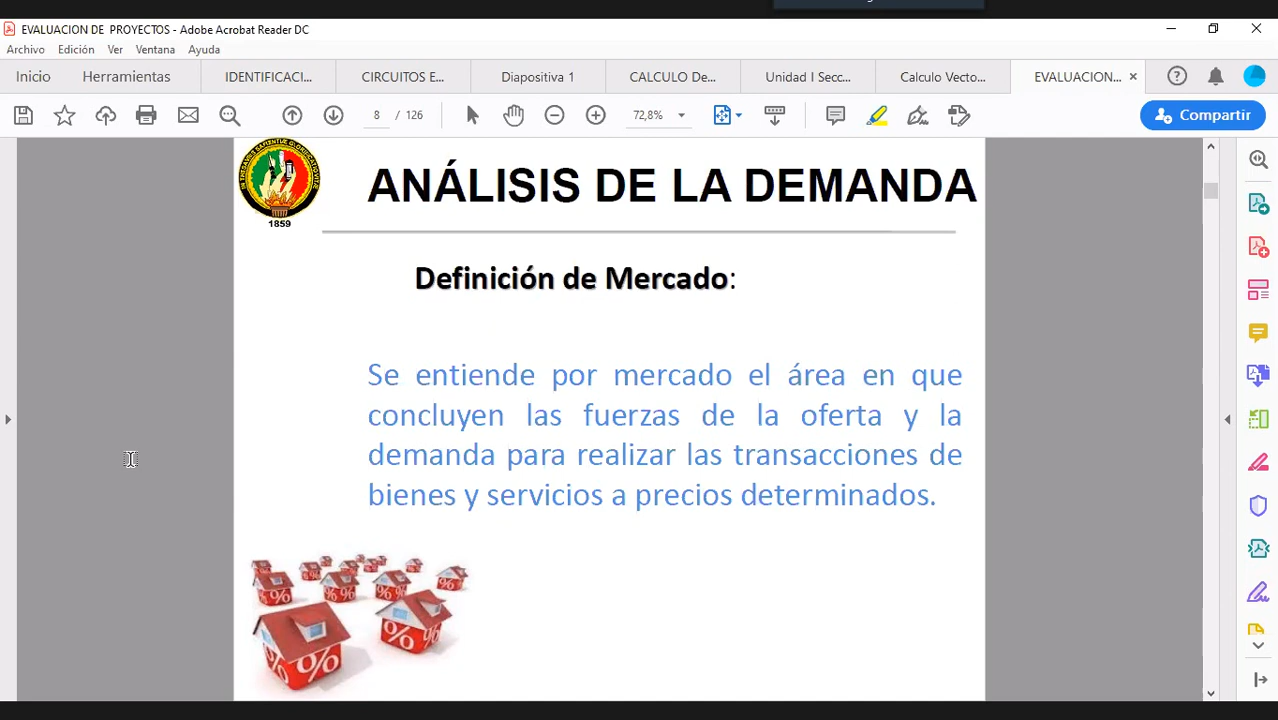 EVALUACION DE PROYECTOS - Adobe Acrobat Reader DC
Archivo Edición Ver Ventana Ayuda
Inicio Herramientas IDENTIFICACI... CIRCUITOS E... Diapositiva 1 CALCULO De... Unidad I Secc... Calculo Vecto... EVALUACION...
8 / 126 72,8% Compartir
1859
ANÁLISIS DE LA DEMANDA
Definición de Mercado:
Se entiende por mercado el área en que
concluyen las fuerzas de la oferta y la
demanda para realizar las transacciones de
bienes y servicios a precios determinados.